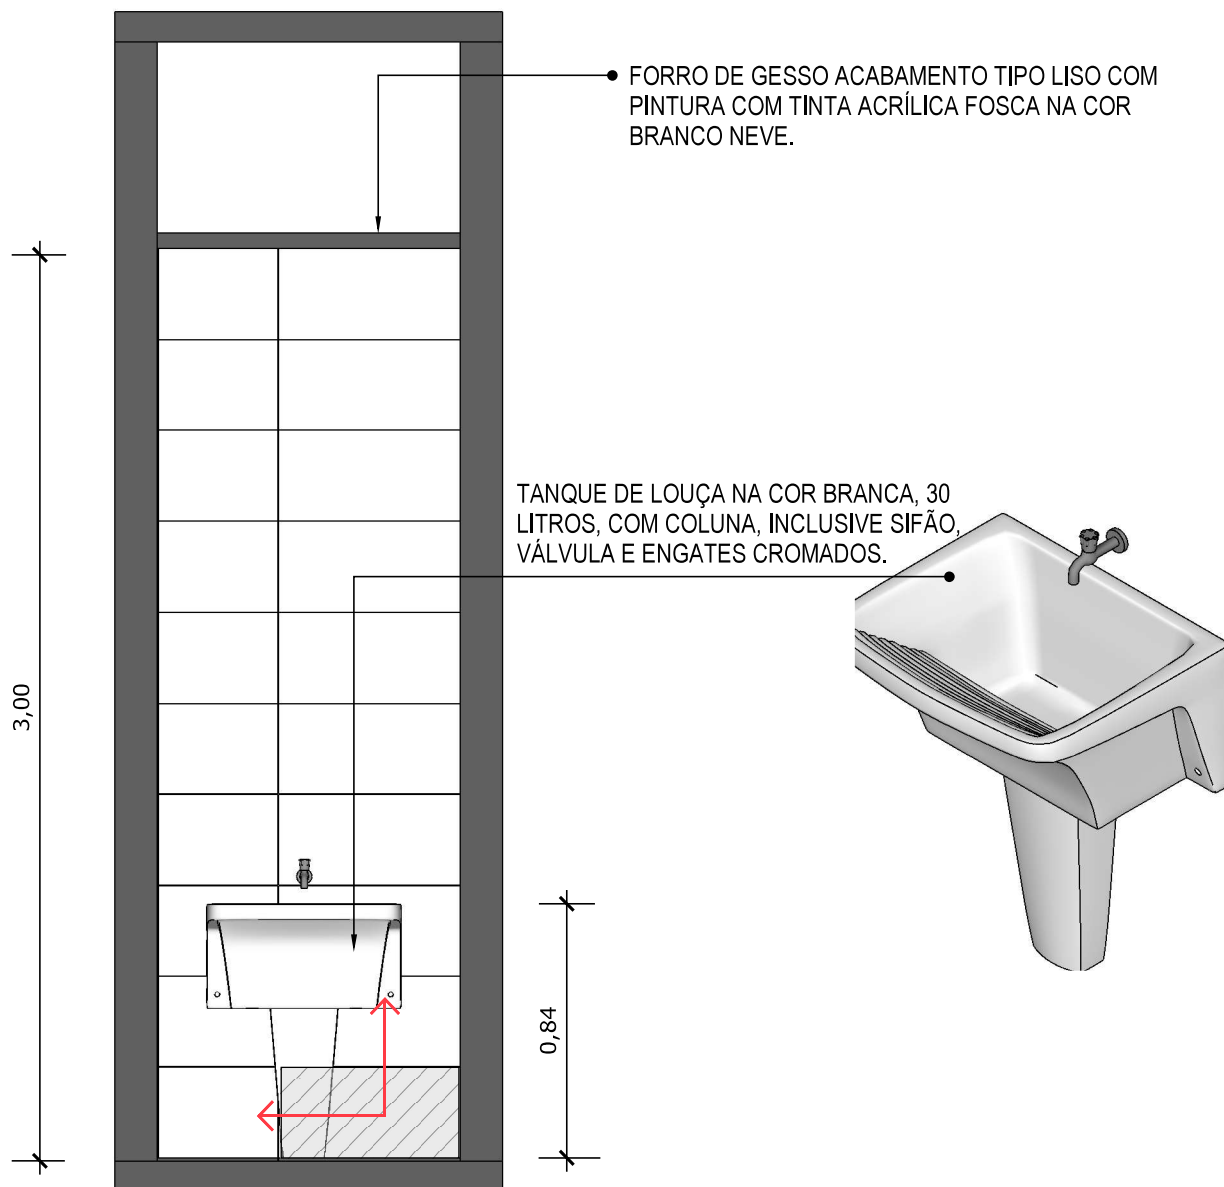 FORRO DE GESSO ACABAMENTO TIPO LISO COM
PINTURA COM TINTA ACRÍLICA FOSCA NA COR
BRANCO NEVE.
TANQUE DE LOUÇA NA COR BRANCA, 30
LITROS, COM COLUNA, INCLUSIVE SIFÃO,
VÁLVULA E ENGATES CROMADOS.
3,00
0,84